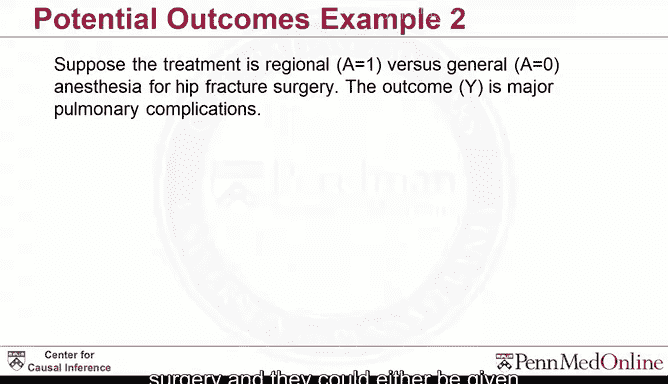 Potential Outcomes Example 2
Suppose the treatment is regional (A=1) versus general (A=0)
anesthesia for hip fracture surgery. The outcome (Y) is major
pulmonary complications.
Perelman
Center for
Causal Inference
PennMedOnline
surgery and they could either be given